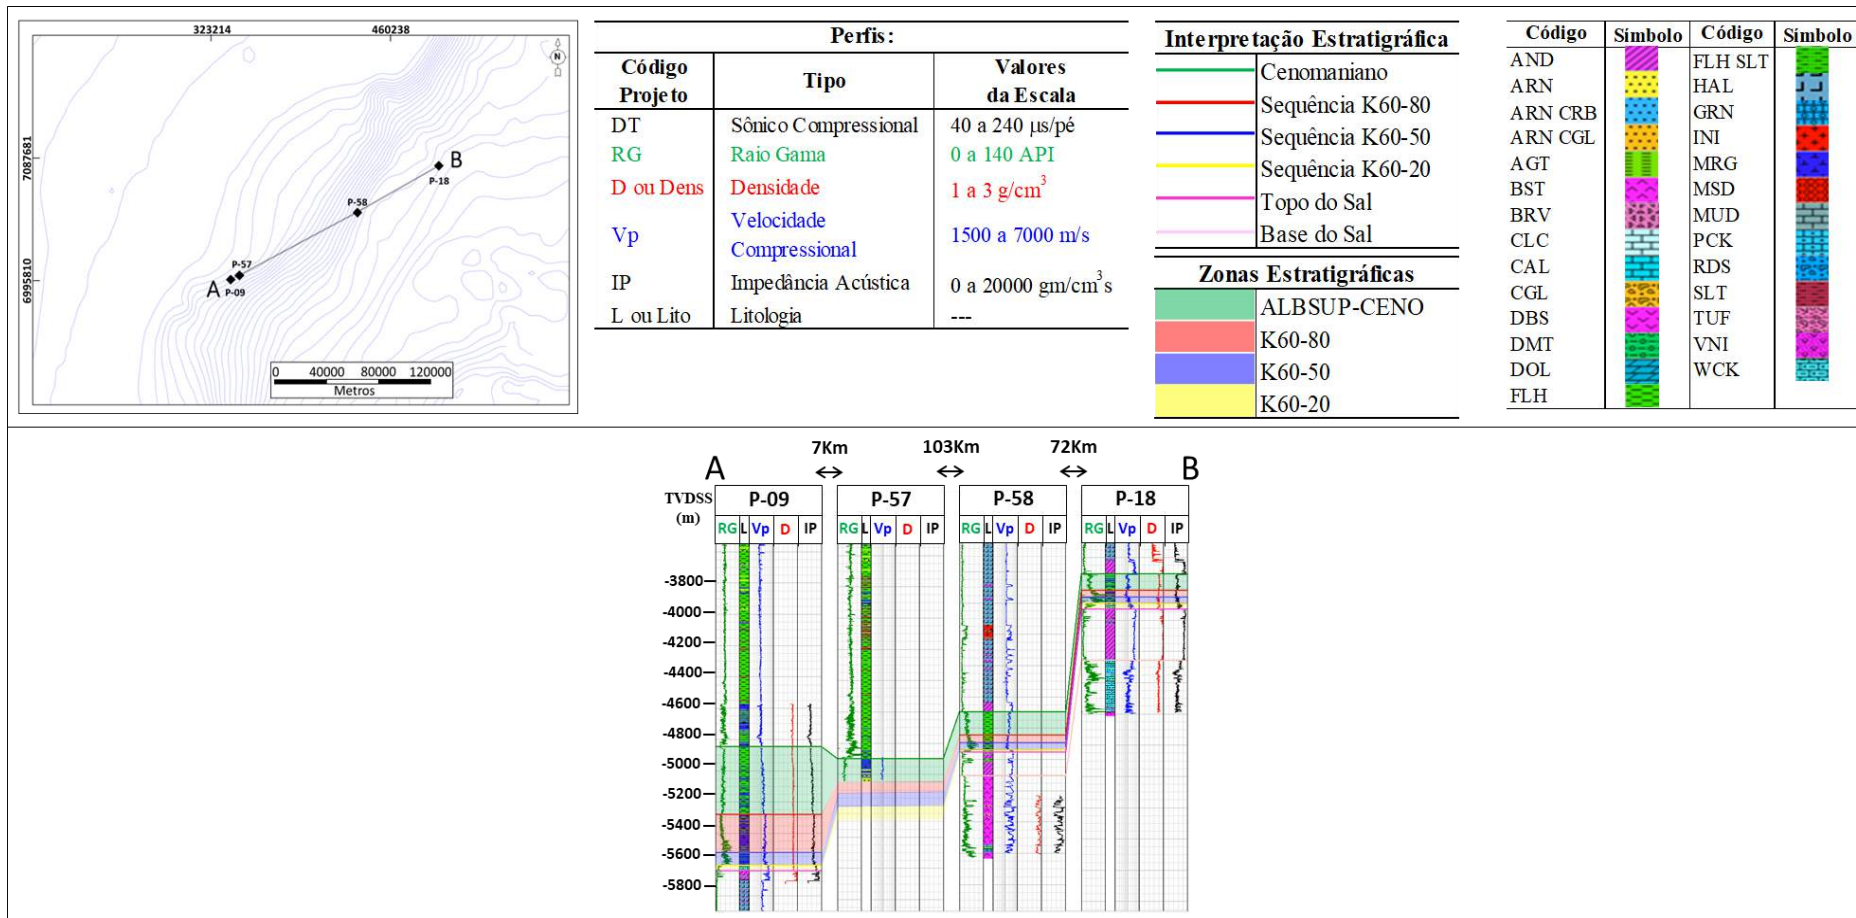 323214 460238
7087681
6995810
N
B
P-18
P-58
P-57
A
P-09
0 40000 80000 120000
Metros
Perfis:
Código Projeto Tipo Valores da Escala
DT Sônico Compressional 40 a 240 µs/pé
RG Raio Gama 0 a 140 API
D ou Dens Densidade 1 a 3 g/cm³
Vp Velocidade Compressional 1500 a 7000 m/s
IP Impedância Acústica 0 a 20000 gm/cm³s
L ou Lito Litologia ---
Interpretação Estratigráfica
Cenomaniano
Sequência K60-80
Sequência K60-50
Sequência K60-20
Topo do Sal
Base do Sal
Zonas Estratigráficas
ALBSUP-CENO
K60-80
K60-50
K60-20
Código Símbolo Código Símbolo
AND FLH SLT
ARN HAL
ARN CRB GRN
ARN CGL INI
AGT MRG
BST MSD
BRV MUD
CLC PCK
CAL RDS
CGL SLT
DBS TUF
DMT VNI
DOL WCK
FLH
7Km 103Km 72Km
A B
TVDSS (m) P-09 P-57 P-58 P-18
RG L Vp D IP RG L Vp D IP RG L Vp D IP RG L Vp D IP
-3800
-4000
-4200
-4400
-4600
-4800
-5000
-5200
-5400
-5600
-5800